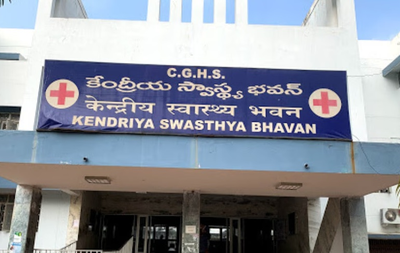 C.G.H.S.
కేంద్రీయ స్వాస్థ్య భవన్
केन्द्रीय स्वास्थ्य भवन
KENDRIYA SWASTHYA BHAVAN